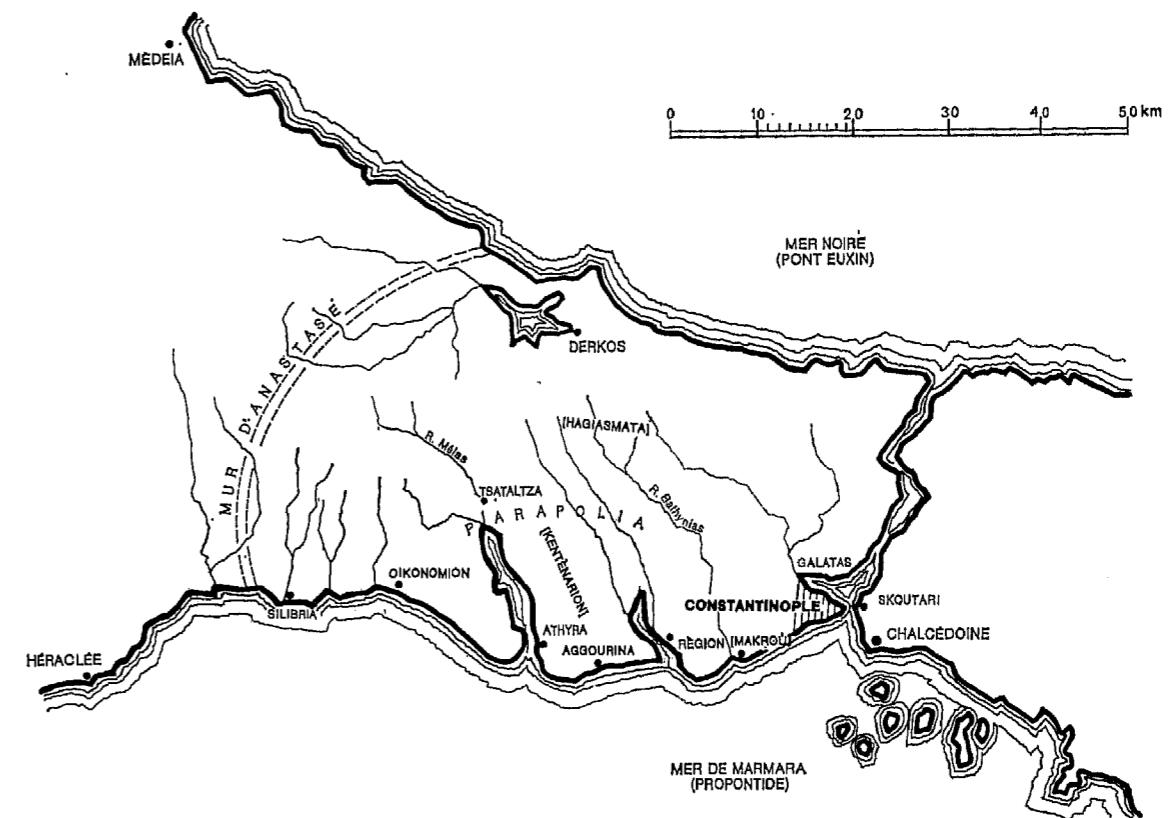 MÈDEIA
0 10 20 30 40 50 km
MER NOIRE
(PONT EUXIN)
MUR D'ANASTASE
DERKOS
[HAGIASMATA]
R. Mélas
R. Bathynias
TSATALTZA
PARAPOLIA
[KENTÈNARION]
GALATAS
OIKONOMION
CONSTANTINOPLE
SKOUTARI
SILIBRIA
ATHYRA
RÈGION
[MAKROU]
CHALCÉDOINE
AGGOURINA
HÉRACLÉE
MER DE MARMARA
(PROPONTIDE)